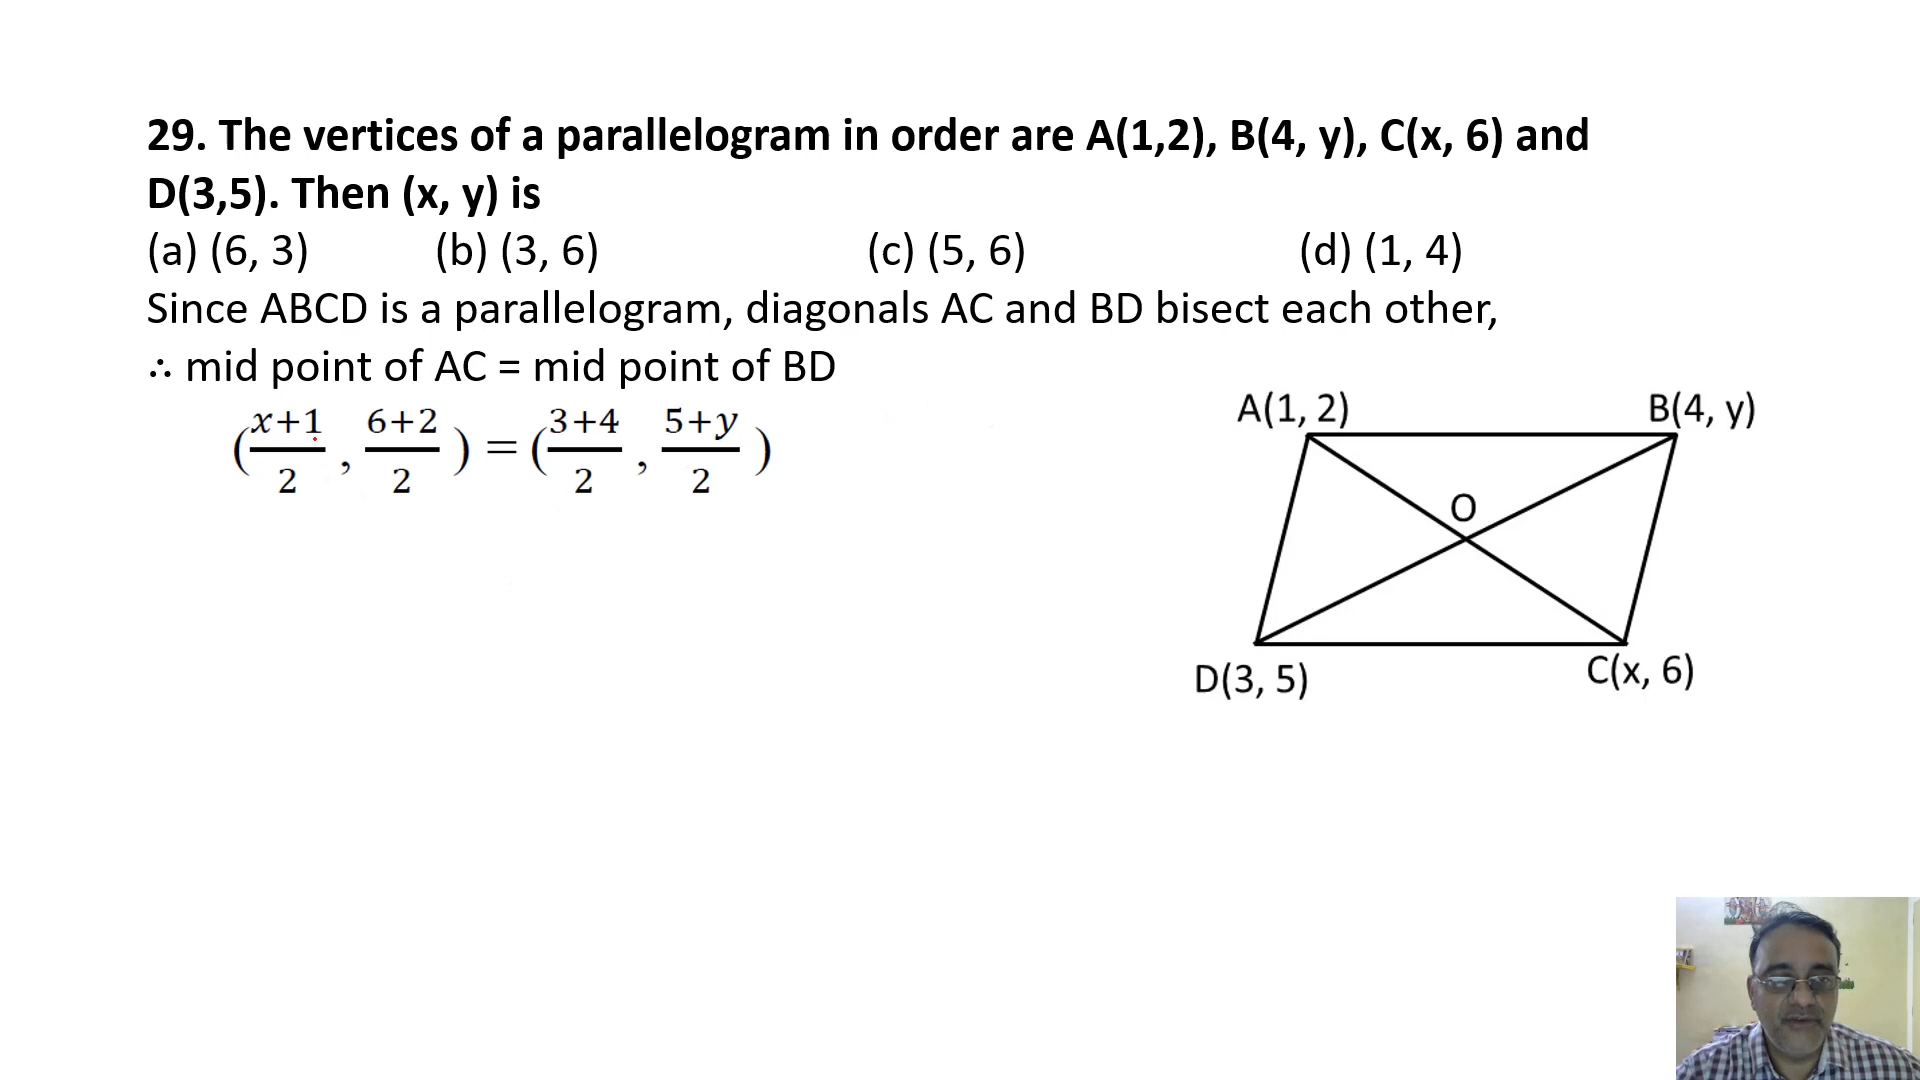 29. The vertices of a parallelogram in order are A(1,2), B(4, y), C(x, 6) and
D(3,5). Then (x, y) is
(a) (6, 3) (b) (3, 6) (c) (5, 6) (d) (1, 4)
Since ABCD is a parallelogram, diagonals AC and BD bisect each other,
∴ mid point of AC = mid point of BD
(x+1/2 , 6+2/2) = (3+4/2 , 5+y/2)
A(1, 2) B(4, y)
O
D(3, 5) C(x, 6)